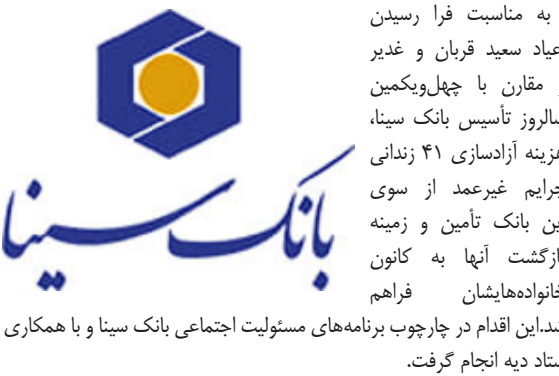 به مناسبت فرا رسیدن
عیاد سعید قربان و غدیر
مقارن با چهل‌ویکمین
سالروز تأسیس بانک سینا،
هزینه آزادسازی ۴۱ زندانی
جرایم غیرعمد از سوی
این بانک تأمین و زمینه
بازگشت آنها به کانون
خانواده‌هایشان فراهم
شد.این اقدام در چارچوب برنامه‌های مسئولیت اجتماعی بانک سینا و با همکاری
ستاد دیه انجام گرفت.
بانک سینا